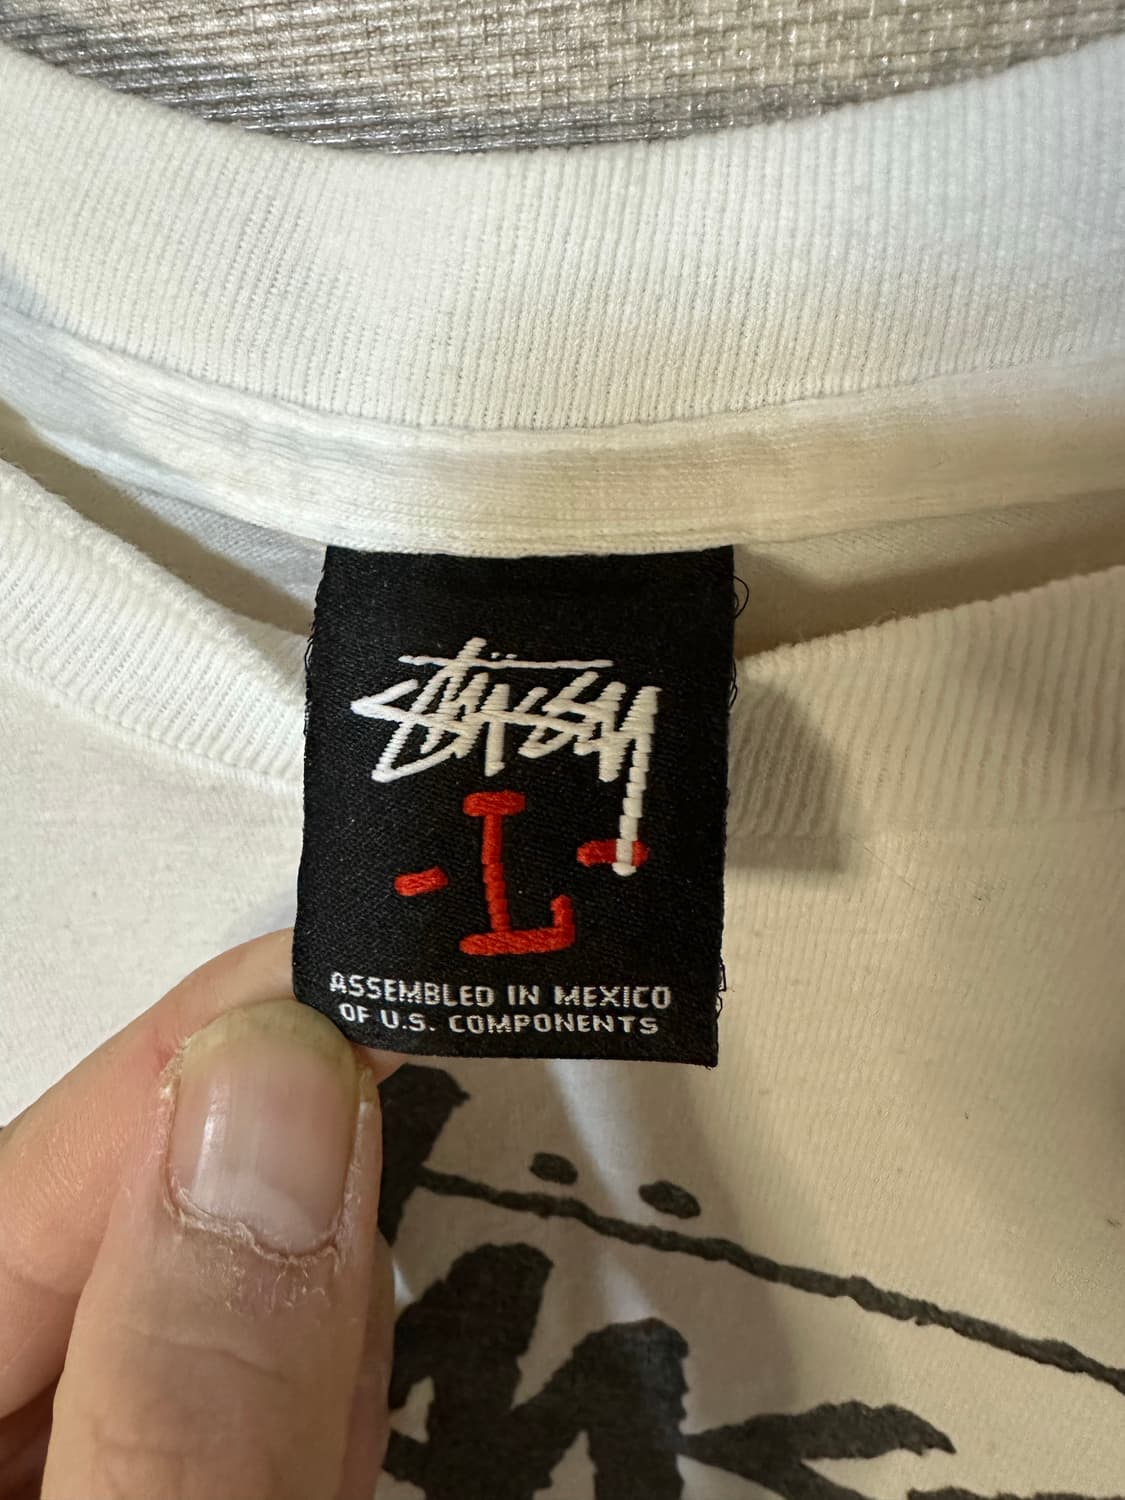 Stüssy
- L -
ASSEMBLED IN MEXICO
OF U.S. COMPONENTS